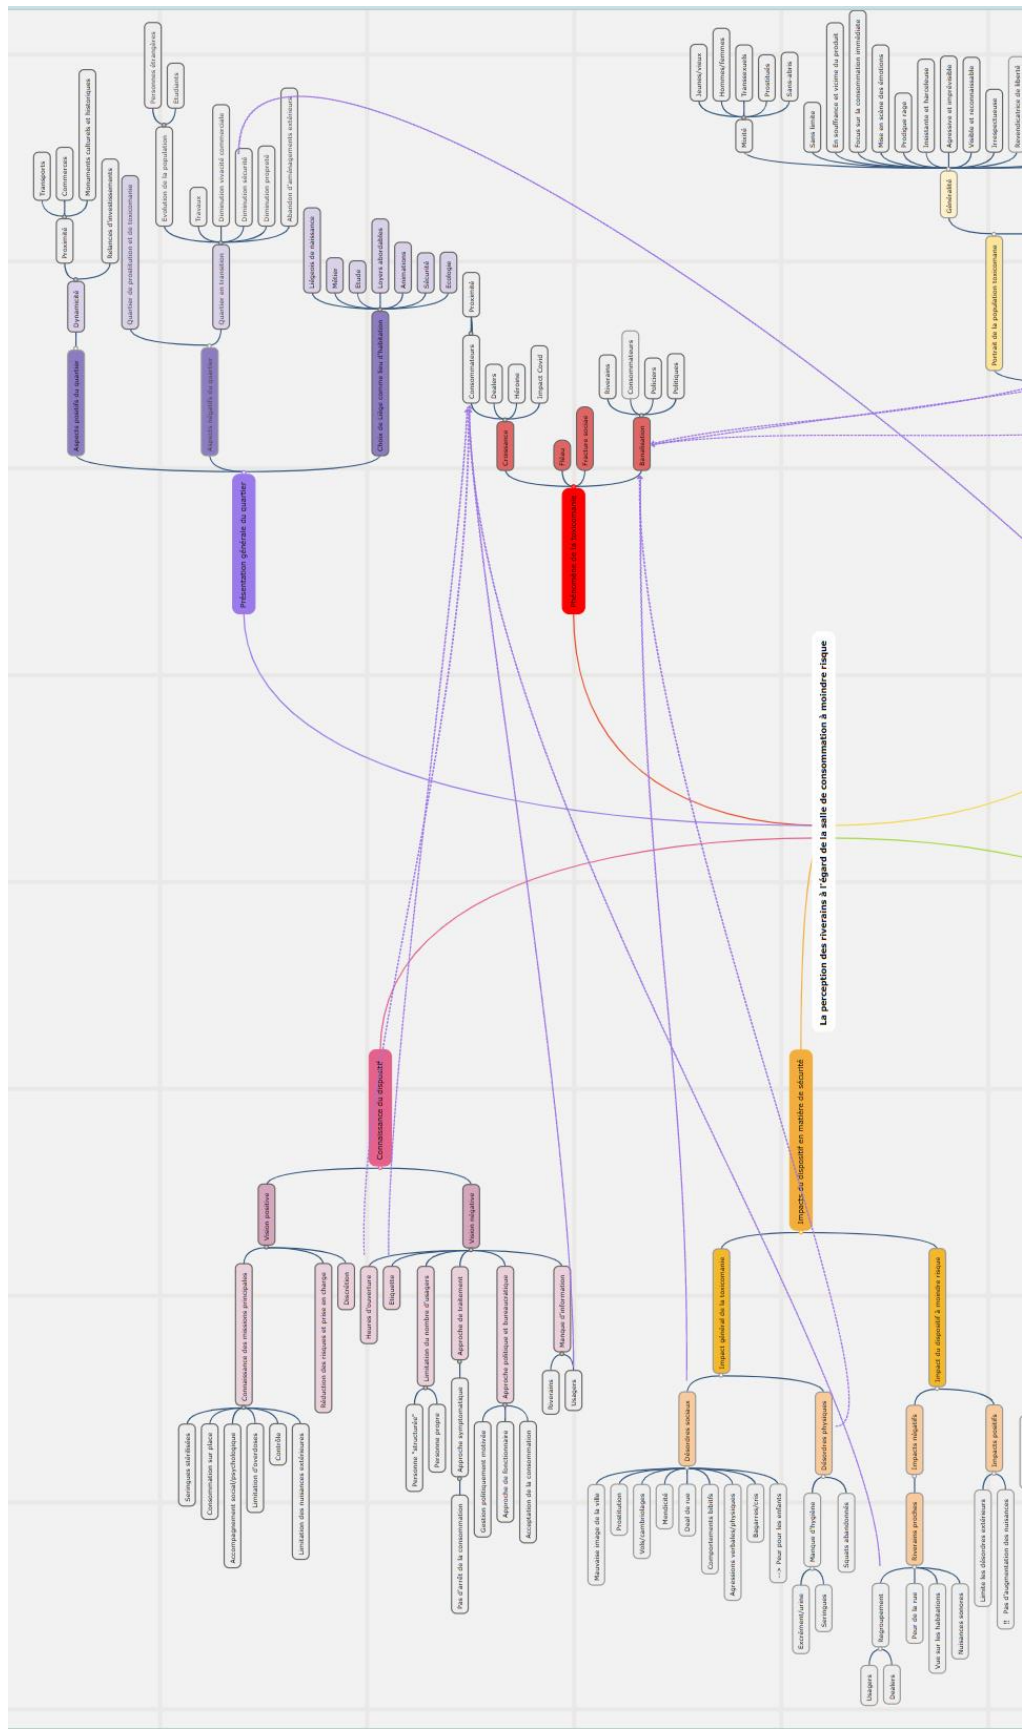 Présentation générale du quartier
Aspects positifs du quartier
Dynamicité
Proximité
Transports
Commerces
Monuments culturels et historiques
Relances d'investissements
Aspects négatifs du quartier
Quartier de prostitution et de toxicomanie
Quartier en transition
Evolution de la population
Personnes étrangères
Etudiants
Travaux
Diminution vivacité commerciale
Diminution sécurité
Diminution propreté
Abandon d'aménagements extérieurs
Choix de Liège comme lieu d'habitation
Liégeois de naissance
Métier
Etude
Loyers abordables
Animations
Sécurité
Ecologie
Phénomène de la toxicomanie
Croissance
Consommateurs
Proximité
Dealers
Héroïne
Impact Covid
Fléau
Fracture sociale
Banalisation
Riverains
Consommateurs
Policiers
Politiques
Portrait de la population toxicomane
Généralité
Mixité
Jeunes/vieux
Hommes/femmes
Transsexuels
Prostitués
Sans-abris
Sans limite
En souffrance et victime du produit
Focus sur la consommation immédiate
Mise en scène des émotions
Prodigue rage
Insistante et harceleuse
Agressive et imprévisible
Visible et reconnaissable
Irrespectueuse
Revendicatrice de liberté
La perception des riverains à l'égard de la salle de consommation à moindre risque
Connaissance du dispositif
Vision positive
Connaissance des missions principales
Seringues stérilisées
Consommation sur place
Accompagnement social/psychologique
Limitation d'overdoses
Contrôle
Limitation des nuisances extérieures
Réduction des risques et prise en charge
Discrétion
Vision négative
Heures d'ouverture
Etiquette
Limitation du nombre d'usagers
Personne "structurée"
Personne propre
Approche de traitement
Approche symptomatique
Pas d'arrêt de la consommation
Approche politique et bureaucratique
Gestion politiquement motivée
Approche de fonctionnaire
Acceptation de la consommation
Manque d'information
Riverains
Usagers
Impacts du dispositif en matière de sécurité
Impact général de la toxicomanie
Désordres sociaux
Mauvaise image de la ville
Prostitution
Vols/cambriolages
Mendicité
Deal de rue
Comportements bibitifs
Agressions verbales/physiques
Bagarres/cris
--> Peur pour les enfants
Désordres physiques
Manque d'hygiène
Excrément/urine
Seringues
Squats abandonnés
Impact du dispositif à moindre risque
Impacts négatifs
Riverains proches
Regroupement
Usagers
Dealers
Peur de la rue
Vue sur les habitations
Nuisances sonores
Impacts positifs
Limite les désordres extérieurs
!! Pas d'augmentation des nuisances